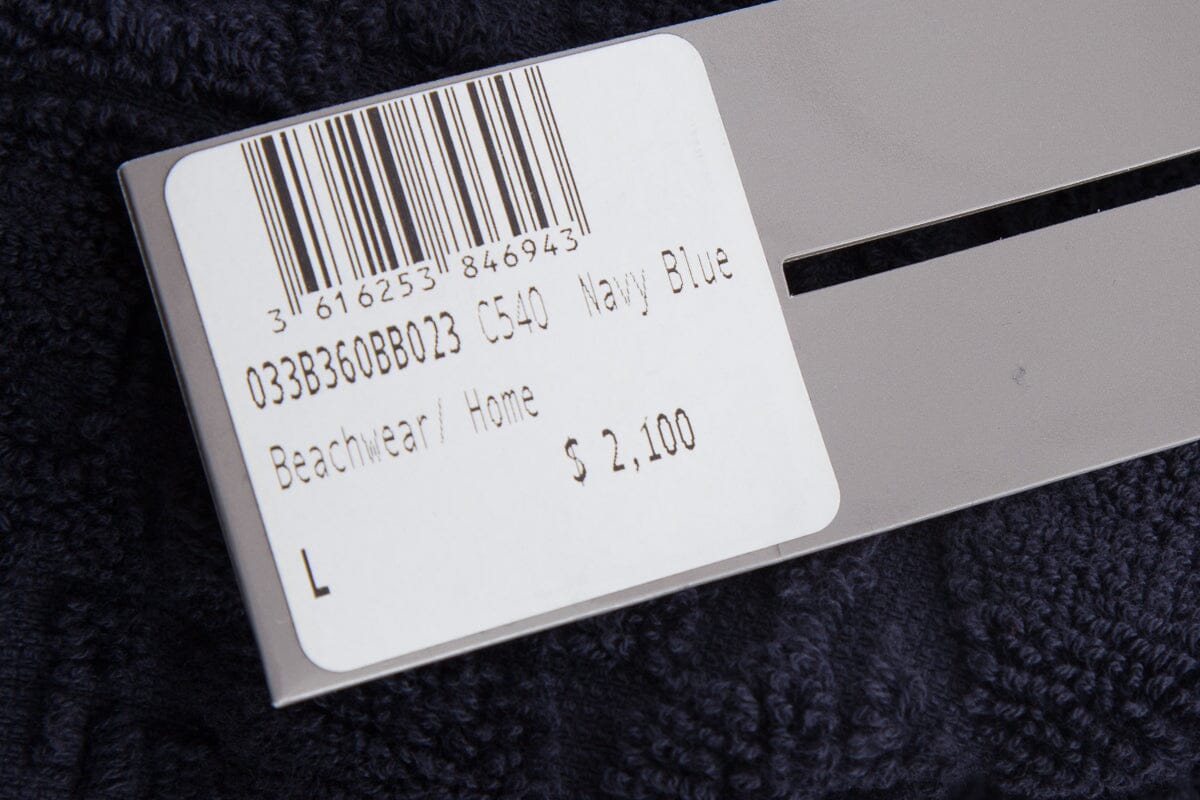 3 616253 846943
033B360BB023 C540 Navy Blue
Beachwear/ Home
$ 2,100
L